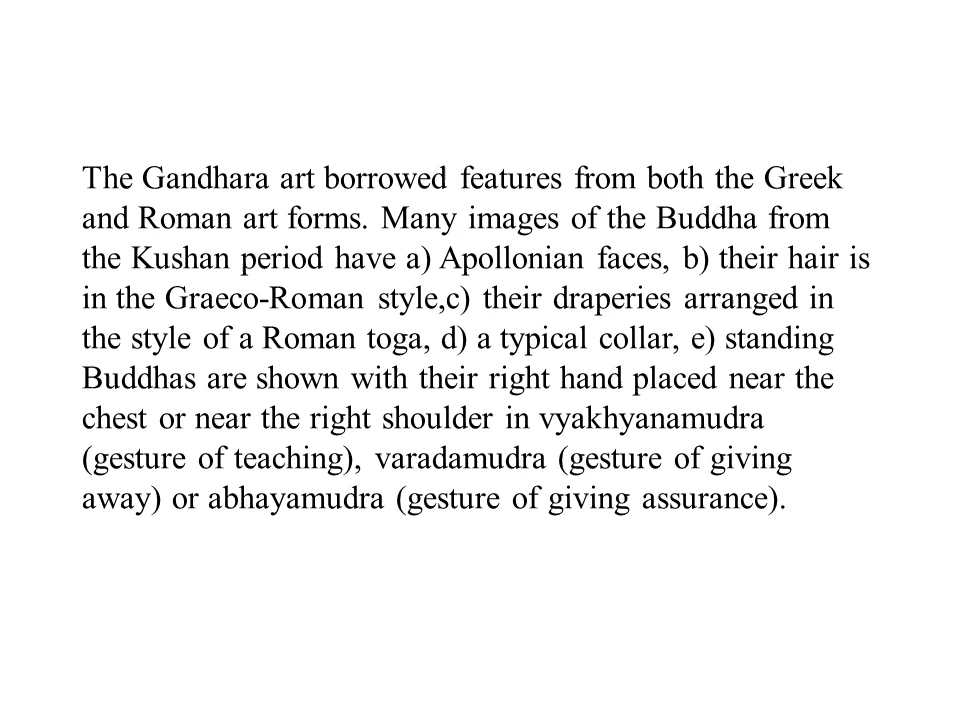 The Gandhara art borrowed features from both the Greek
and Roman art forms. Many images of the Buddha from
the Kushan period have a) Apollonian faces, b) their hair is
in the Graeco-Roman style,c) their draperies arranged in
the style of a Roman toga, d) a typical collar, e) standing
Buddhas are shown with their right hand placed near the
chest or near the right shoulder in vyakhyanamudra
(gesture of teaching), varadamudra (gesture of giving
away) or abhayamudra (gesture of giving assurance).